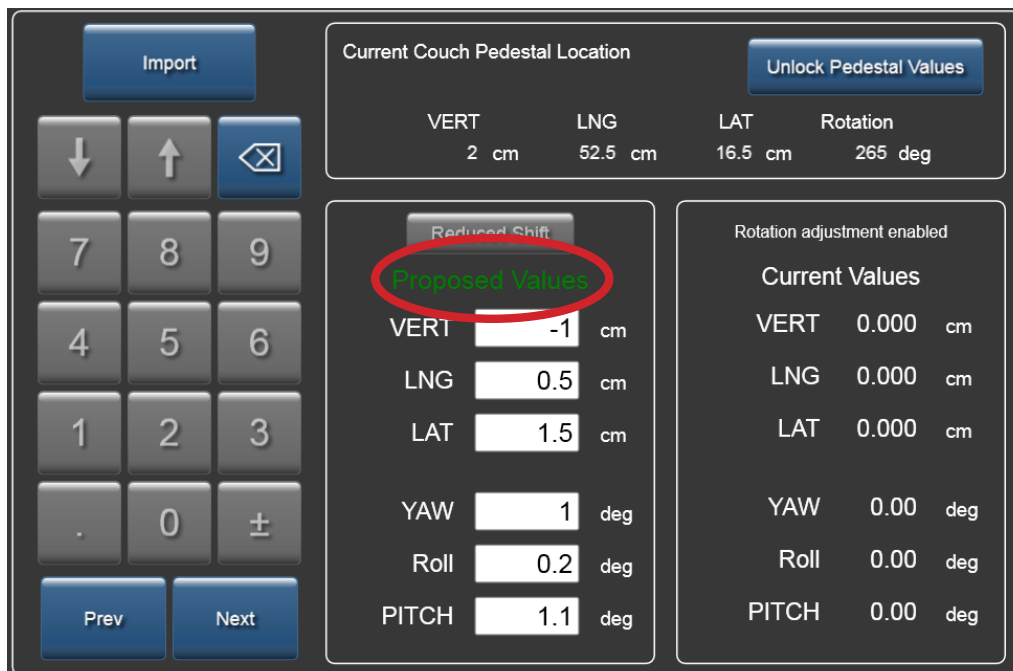 Import
Current Couch Pedestal Location
Unlock Pedestal Values
VERT LNG LAT Rotation
2 cm 52.5 cm 16.5 cm 265 deg
7 8 9
4 5 6
1 2 3
. 0 ±
Prev Next
Reduced Shift
Proposed Values
VERT -1 cm
LNG 0.5 cm
LAT 1.5 cm
YAW 1 deg
Roll 0.2 deg
PITCH 1.1 deg
Rotation adjustment enabled
Current Values
VERT 0.000 cm
LNG 0.000 cm
LAT 0.000 cm
YAW 0.00 deg
Roll 0.00 deg
PITCH 0.00 deg